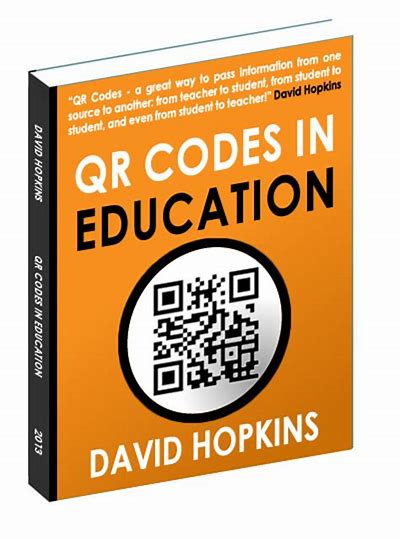 "QR Codes - a great way to pass information from one
source to another: from teacher to student, from student to
student, and even from student to teacher!" David Hopkins
QR CODES IN
EDUCATION
DAVID HOPKINS
DAVID HOPKINS
QR CODES IN EDUCATION
2013